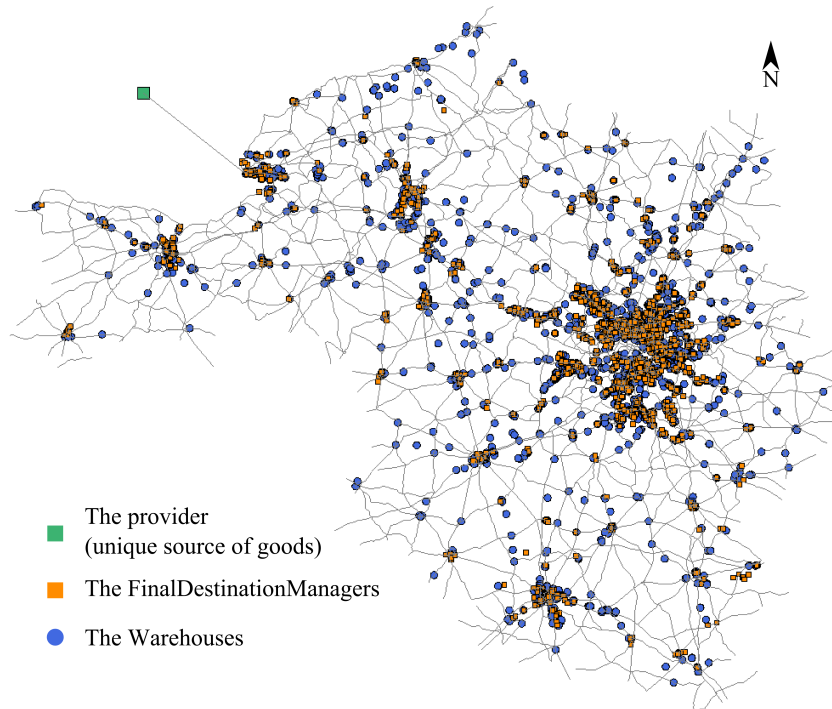 N
The provider
(unique source of goods)
The FinalDestinationManagers
The Warehouses